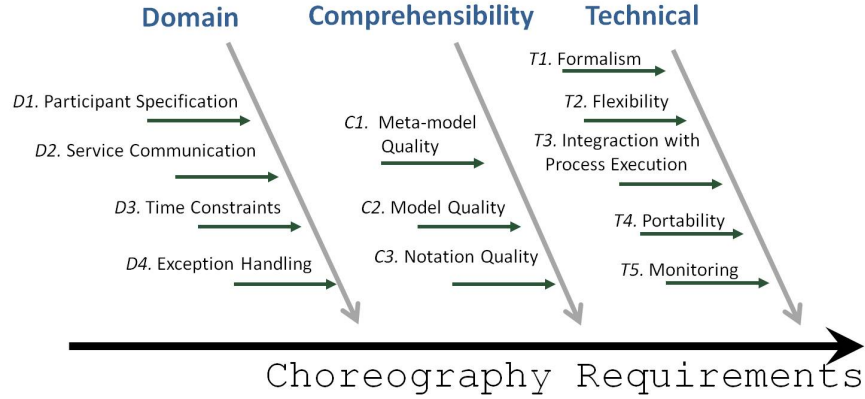 Domain
Comprehensibility
Technical
D1. Participant Specification
D2. Service Communication
D3. Time Constraints
D4. Exception Handling
C1. Meta-model
Quality
C2. Model Quality
C3. Notation Quality
T1. Formalism
T2. Flexibility
T3. Integraction with
Process Execution
T4. Portability
T5. Monitoring
Choreography Requirements